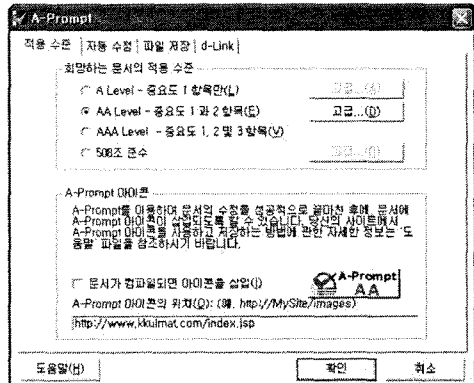 A-Prompt
적용 수준 자동 수정 파일 저장 d-Link
희망하는 문서의 적용 수준
A Level - 중요도 1 항목만(L) 고급...(A)
AA Level - 중요도 1 과 2 항목(E) 고급...(D)
AAA Level - 중요도 1, 2 및 3 항목(V)
508조 준수
A-Prompt 아이콘
A-Prompt를 이용하여 문서의 수정을 성공적으로 끝마친 후에, 문서에
A-Prompt 아이콘이 삽입되도록 할 수 있습니다. 당신의 사이트에서
A-Prompt 아이콘을 사용하고 저장하는 방법에 관한 자세한 정보는 '도
움말' 파일을 참조하시기 바랍니다.
문서가 컴파일되면 아이콘을 삽입(I)
A-Prompt
AA
A-Prompt 아이콘의 위치(O): (예, http://MySite/images)
http://www.kkulmat.com/index.jsp
도움말(H) 확인 취소